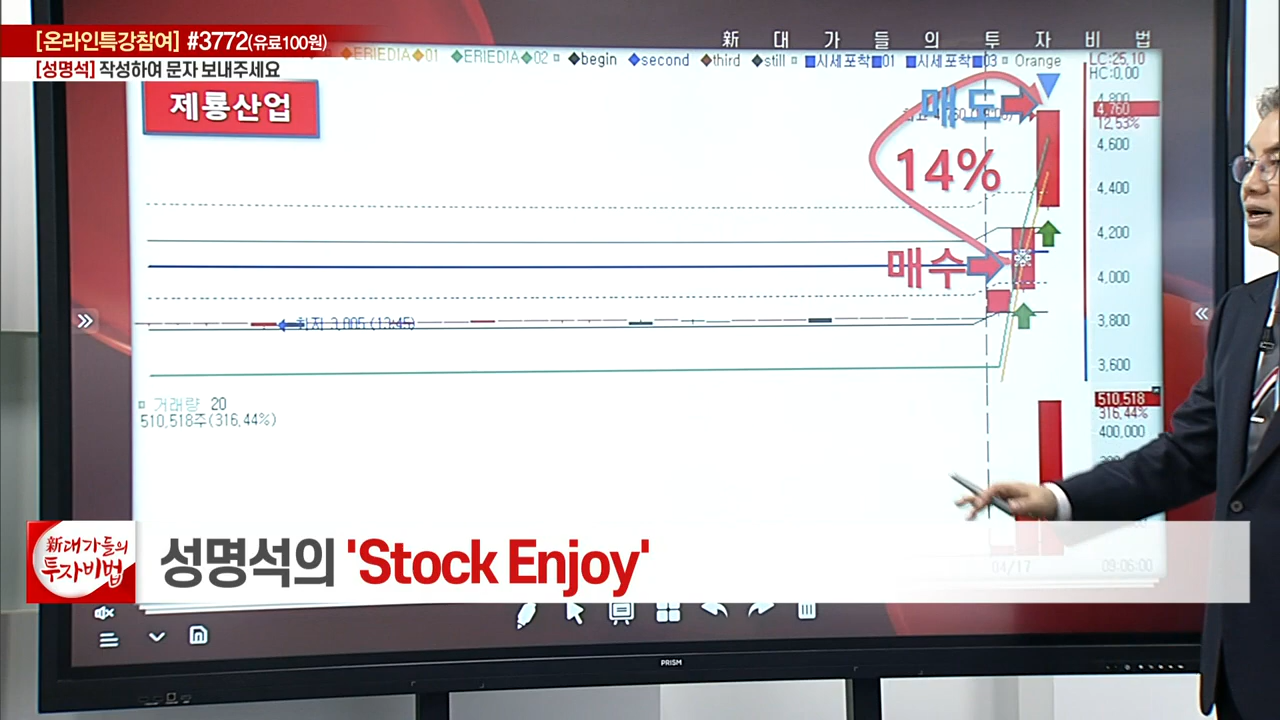 [온라인특강참여] #3772(유료100원)
[성명석] 작성하여 문자 보내주세요
新 대 가 들 의 투 자 비 법
ERIEDIA 01 ERIEDIA 02 begin second third still 시세포착 01 시세포착 03 Orange
LC:25,10
HC:0,00
제룡산업
매도
4,800
4,760
12,53%
4,600
14%
4,400
4,200
매수
4,000
최저 3,805 (13:45)
3,800
3,600
거래량 20
510,518주(316,44%)
510,518
316,44%
400,000
新대가들의
투자비법
성명석의 'Stock Enjoy'
04/17
09:06:00
PRISM